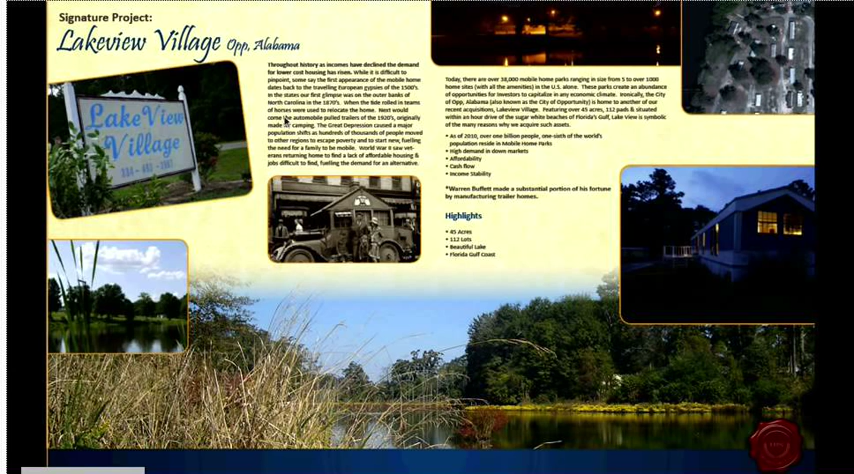 Signature Project:
Lakeview Village Opp, Alabama
LakeView
Village
334 - 493 -
Throughout history as incomes have declined the demand
for lower cost housing has risen. While it is difficult to
pinpoint, some say the first appearance of the mobile home
dates back to the travelling European gypsies of the 1500's.
In the states our first glimpse was on the outer banks of
North Carolina in the 1870's. When the tide rolled in teams
of horses were used to relocate the home. Next would
come the automobile pulled trailers of the 1920's, originally
made for camping. The Great Depression caused a major
population shifts as hundreds of thousands of people moved
to other regions to escape poverty and to start new, fuelling
the need for a family to be mobile. World War II saw vet-
erans returning home to find a lack of affordable housing &
jobs difficult to find, fuelling the demand for an alternative.
Today, there are over 38,000 mobile home parks ranging in size from 5 to over 1000
home sites (with all the amenities) in the U.S. alone. These parks create an abundance
of opportunities for investors to capitalize in any economic climate. Ironically, the City
of Opp, Alabama (also known as the City of Opportunity) is home to another of our
recent acquisitions, Lakeview Village. Featuring over 45 acres, 112 pads & situated
within an hour drive of the sugar white beaches of Florida's Gulf, Lake View is symbolic
of the many reasons why we acquire such assets.
• As of 2010, over one billion people, one-sixth of the world's
population reside in Mobile Home Parks
• High demand in down markets
• Affordability
• Cash flow
• Income Stability
*Warren Buffett made a substantial portion of his fortune
by manufacturing trailer homes.
Highlights
• 45 Acres
• 112 Lots
• Beautiful Lake
• Florida Gulf Coast